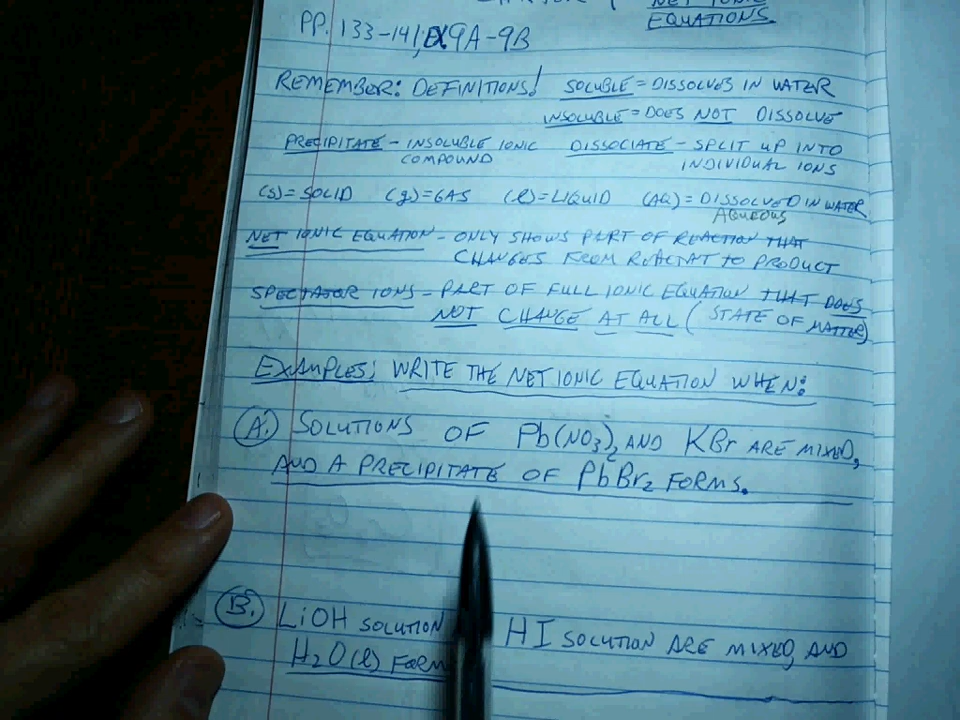 NET IONIC
EQUATIONS
PP. 133-141; EX 9A-9B
REMEMBER: DEFINITIONS! SOLUBLE = DISSOLVES IN WATER
INSOLUBLE = DOES NOT DISSOLVE
PRECIPITATE - INSOLUBLE IONIC DISSOCIATE - SPLIT UP INTO
COMPOUND INDIVIDUAL IONS
(s) = SOLID (g) = GAS (l) = LIQUID (AQ) = DISSOLVED IN WATER
AQUEOUS
NET IONIC EQUATION - ONLY SHOWS PART OF REACTION THAT
CHANGES FROM REACTAT TO PRODUCT
SPECTATOR IONS - PART OF FULL IONIC EQUATION THAT DOES
NOT CHANGE AT ALL (STATE OF MATTER)
EXAMPLES: WRITE THE NET IONIC EQUATION WHEN:
A. SOLUTIONS OF Pb(NO3)2 AND KBr ARE MIXED,
AND A PRECIPITATE OF PbBr2 FORMS.
B. LiOH SOLUTION HI SOLUTION ARE MIXED, AND
H2O(l) FORM